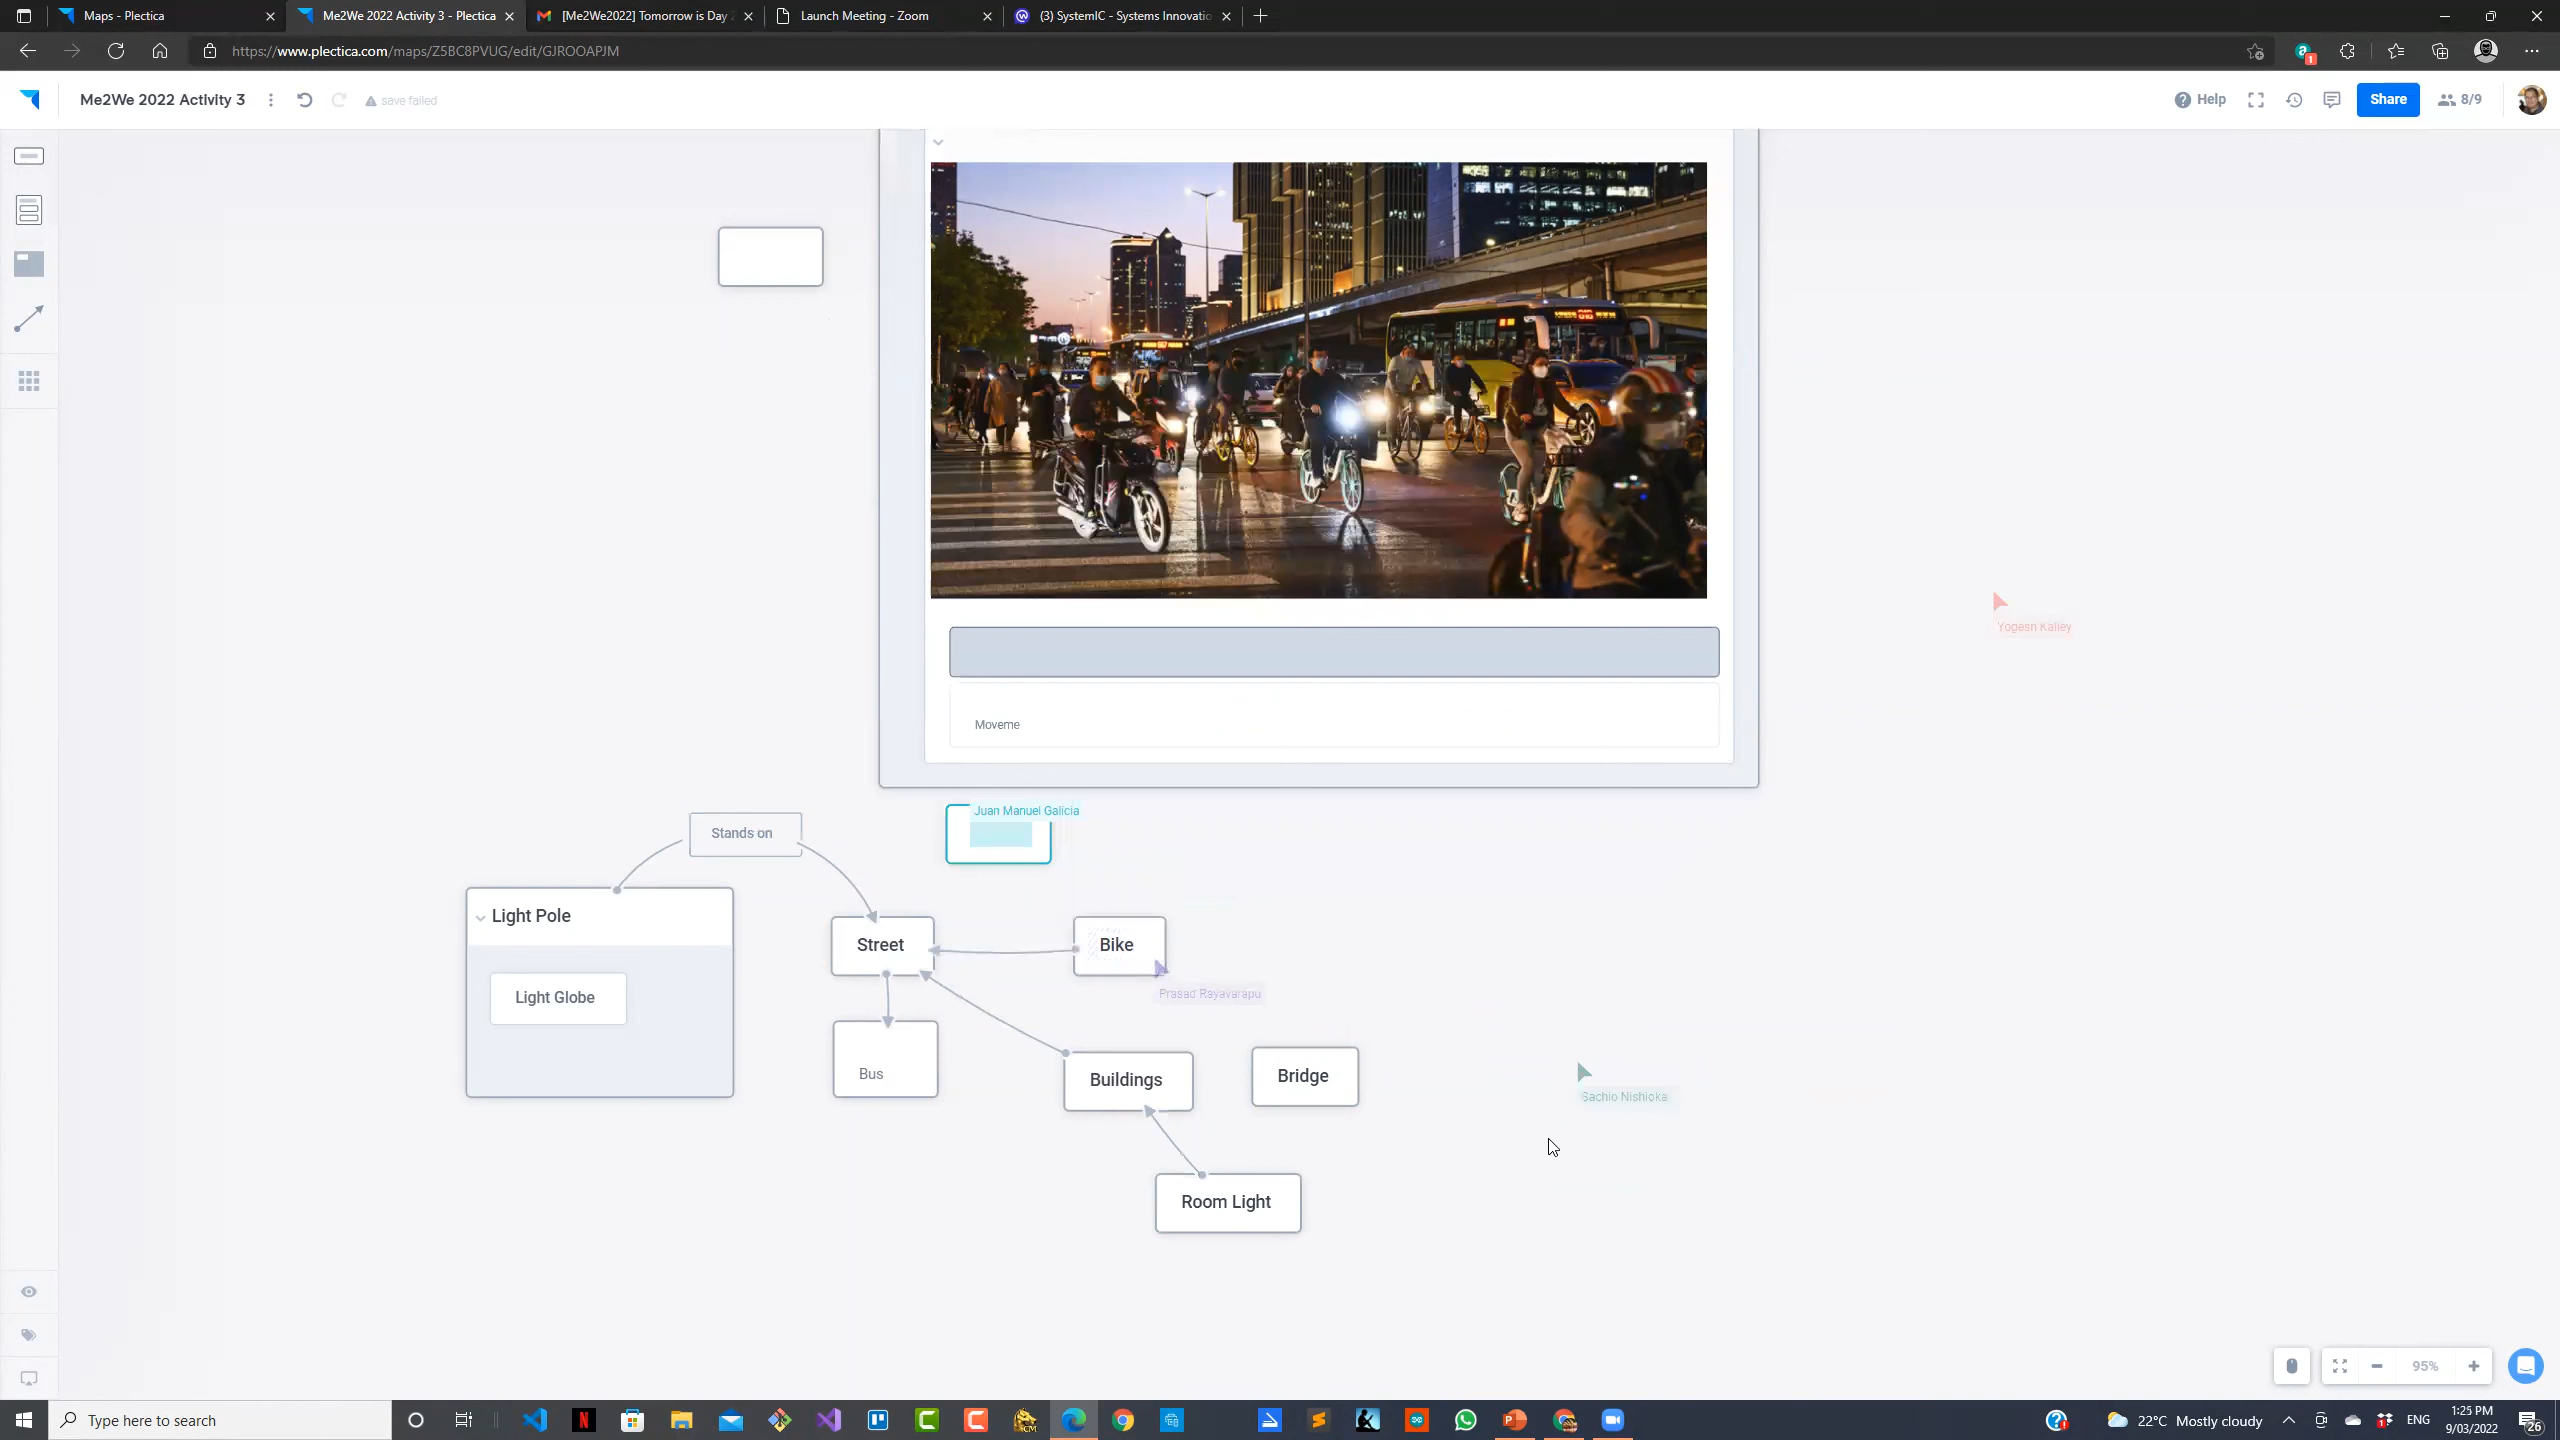 Maps - Plectica
Me2We 2022 Activity 3 - Plectica
[Me2We2022] Tomorrow is Day 2
Launch Meeting - Zoom
(3) SystemIC - Systems Innovatio
https://www.plectica.com/maps/Z5BC8PVUG/edit/GJROOAPJM
Me2We 2022 Activity 3
save failed
Help
Share
8/9
Moveme
Juan Manuel Galicia
Stands on
Light Pole
Light Globe
Street
Bike
Prasad Rayavarapu
Bus
Buildings
Bridge
Room Light
Yogesh Kalley
Sachio Nishioka
95%
Type here to search
22°C Mostly cloudy
ENG
1:25 PM
9/03/2022
26